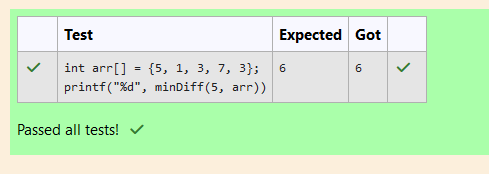 Test Expected Got
int arr[] = {5, 1, 3, 7, 3}; 6 6
printf("%d", minDiff(5, arr))
Passed all tests!